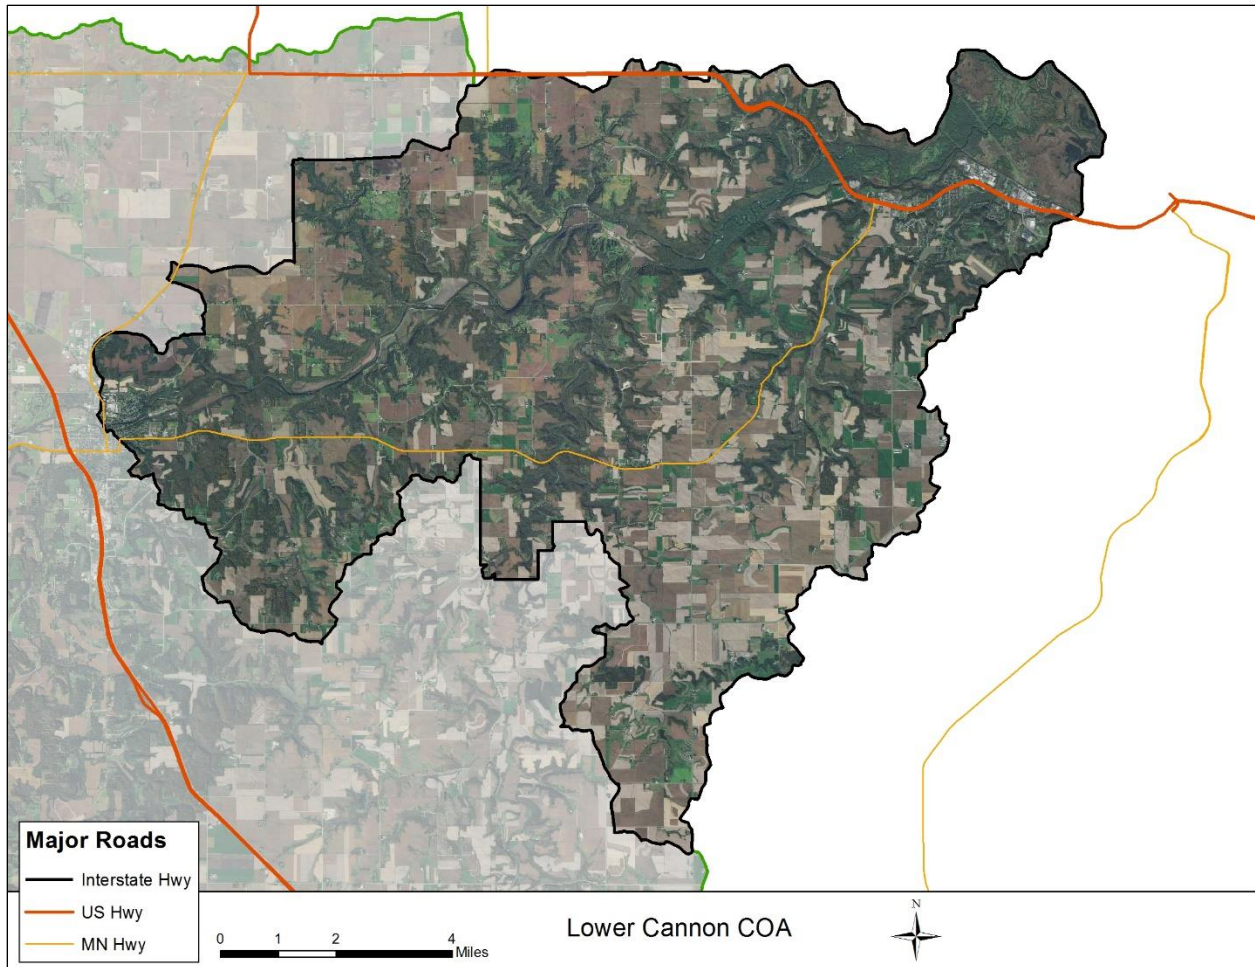 Major Roads
Interstate Hwy
US Hwy
MN Hwy
0 1 2 4
Miles
Lower Cannon COA
N